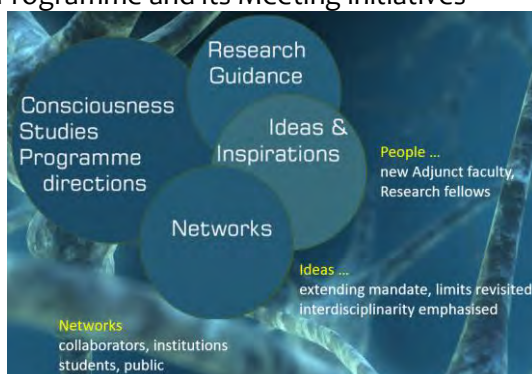 Programme and its Meeting Initiatives
Research
Guidance
Consciousness
Studies
Programme
directions
Ideas &
Inspirations
Networks
People ...
new Adjunct faculty,
Research fellows
Ideas ...
extending mandate, limits revisited
interdisciplinarity emphasised
Networks
collaborators, institutions
students, public